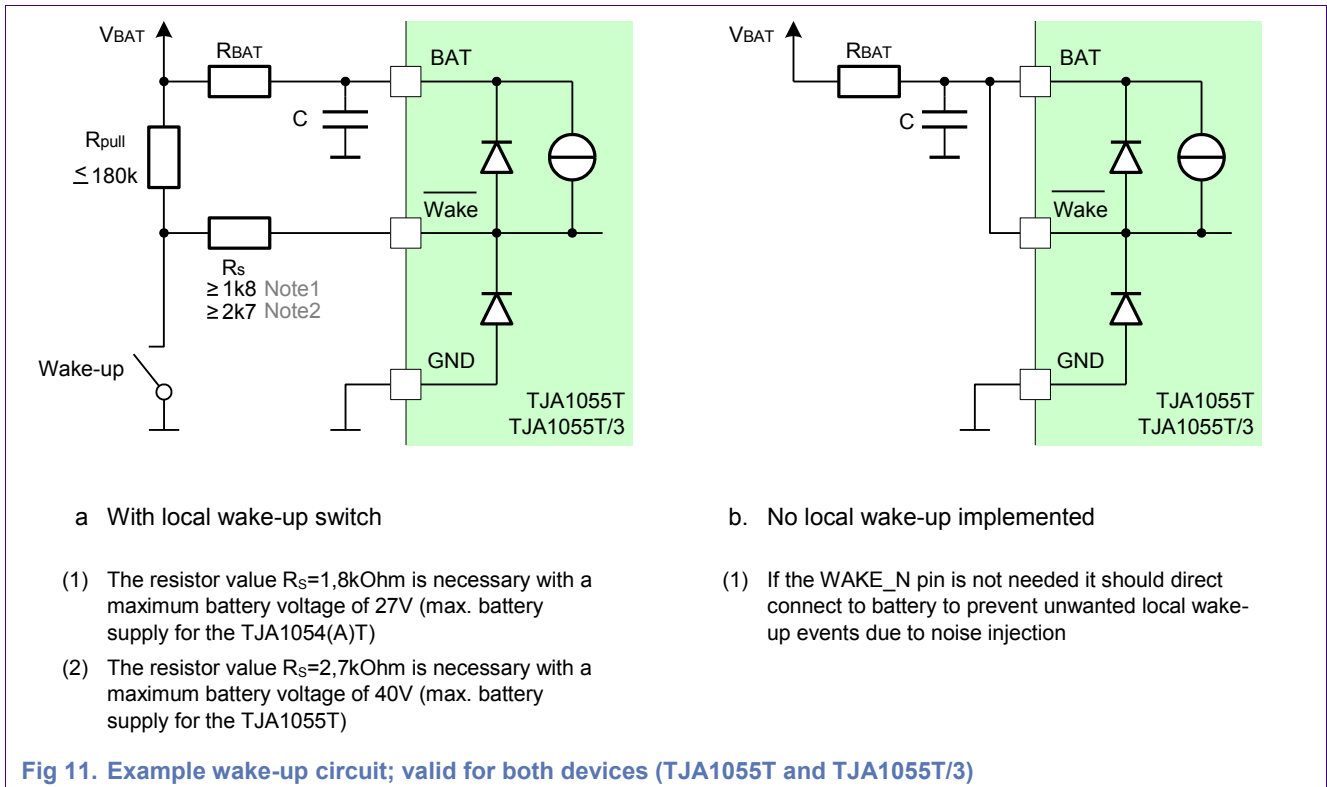 VBAT
RBAT
BAT
C
Rpull
≤ 180k
Wake
Rs
≥ 1k8 Note1
≥ 2k7 Note2
Wake-up
GND
TJA1055T
TJA1055T/3
a With local wake-up switch
(1) The resistor value RS=1,8kOhm is necessary with a
maximum battery voltage of 27V (max. battery
supply for the TJA1054(A)T)
(2) The resistor value RS=2,7kOhm is necessary with a
maximum battery voltage of 40V (max. battery
supply for the TJA1055T)
VBAT
RBAT
BAT
C
Wake
GND
TJA1055T
TJA1055T/3
b. No local wake-up implemented
(1) If the WAKE_N pin is not needed it should direct
connect to battery to prevent unwanted local wake-
up events due to noise injection
Fig 11. Example wake-up circuit; valid for both devices (TJA1055T and TJA1055T/3)